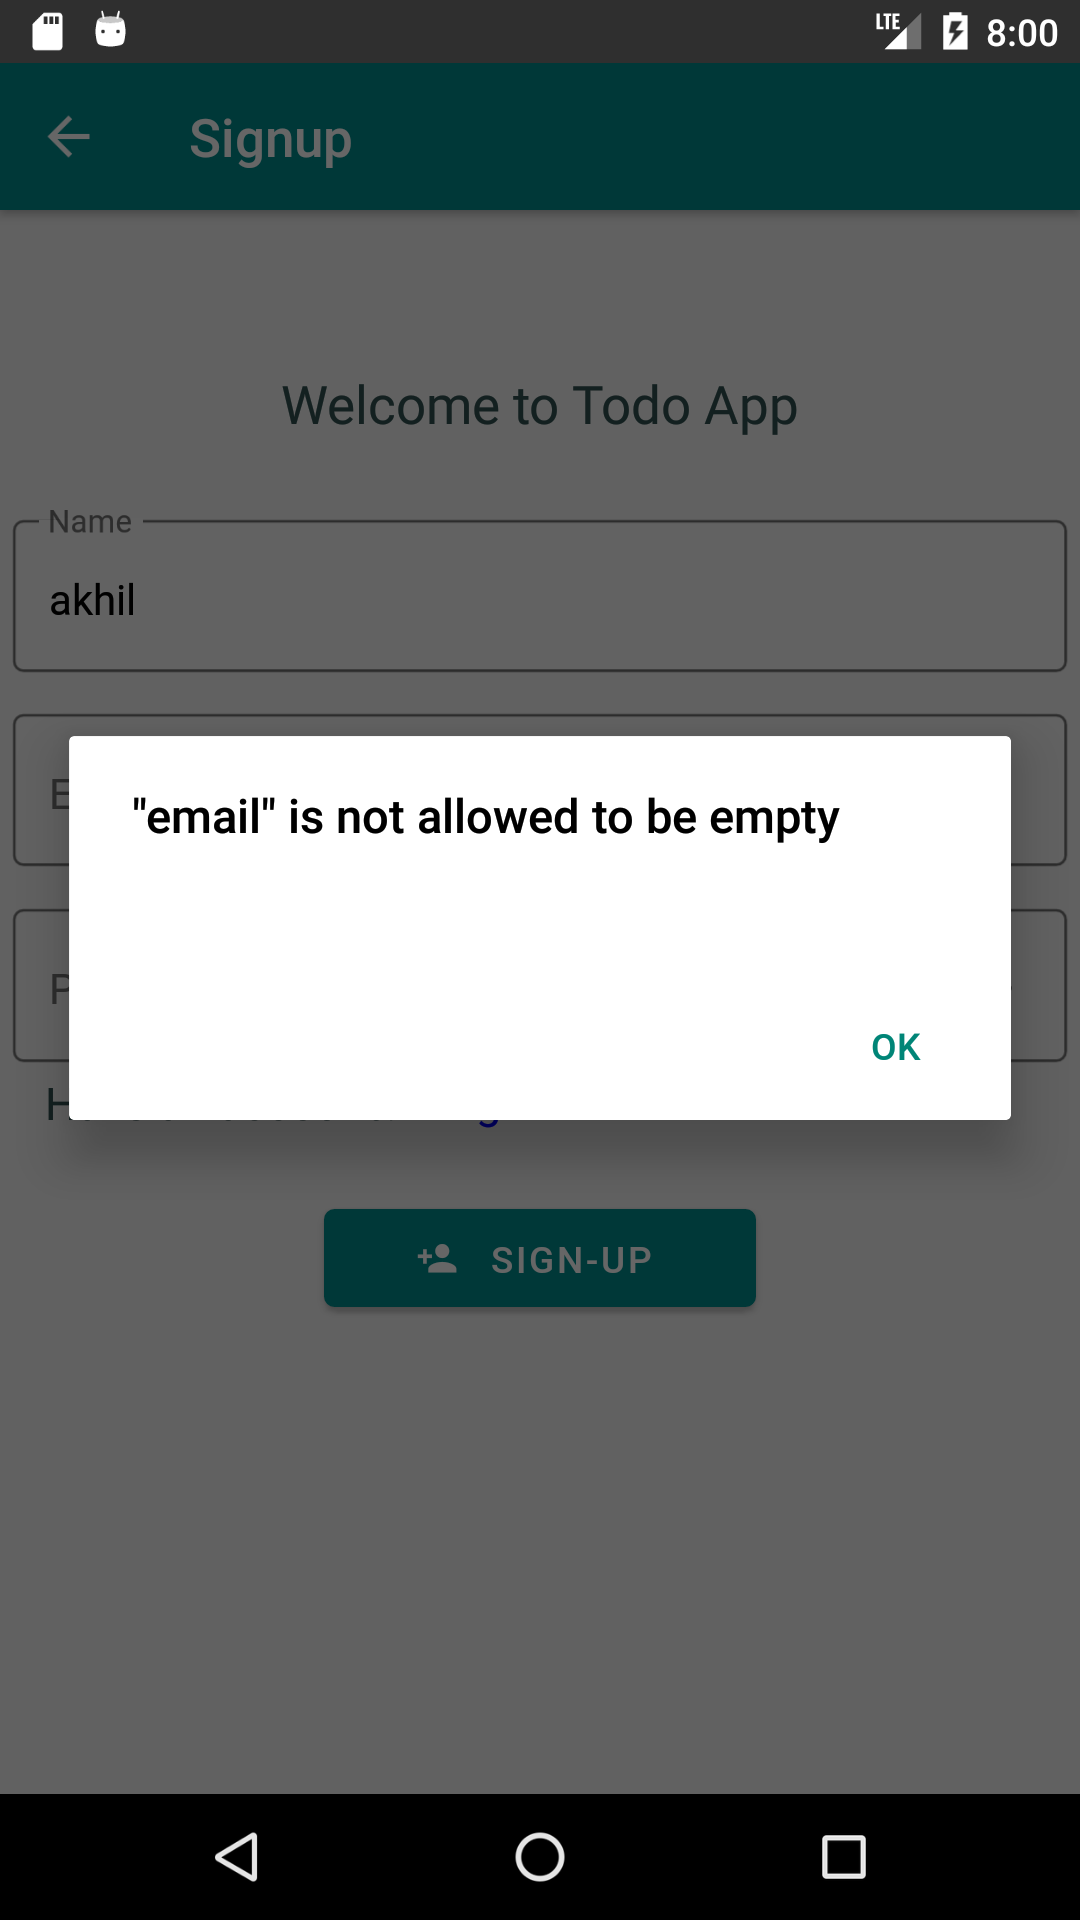 LTE 8:00
Signup
Welcome to Todo App
Name
akhil
"email" is not allowed to be empty
OK
SIGN-UP